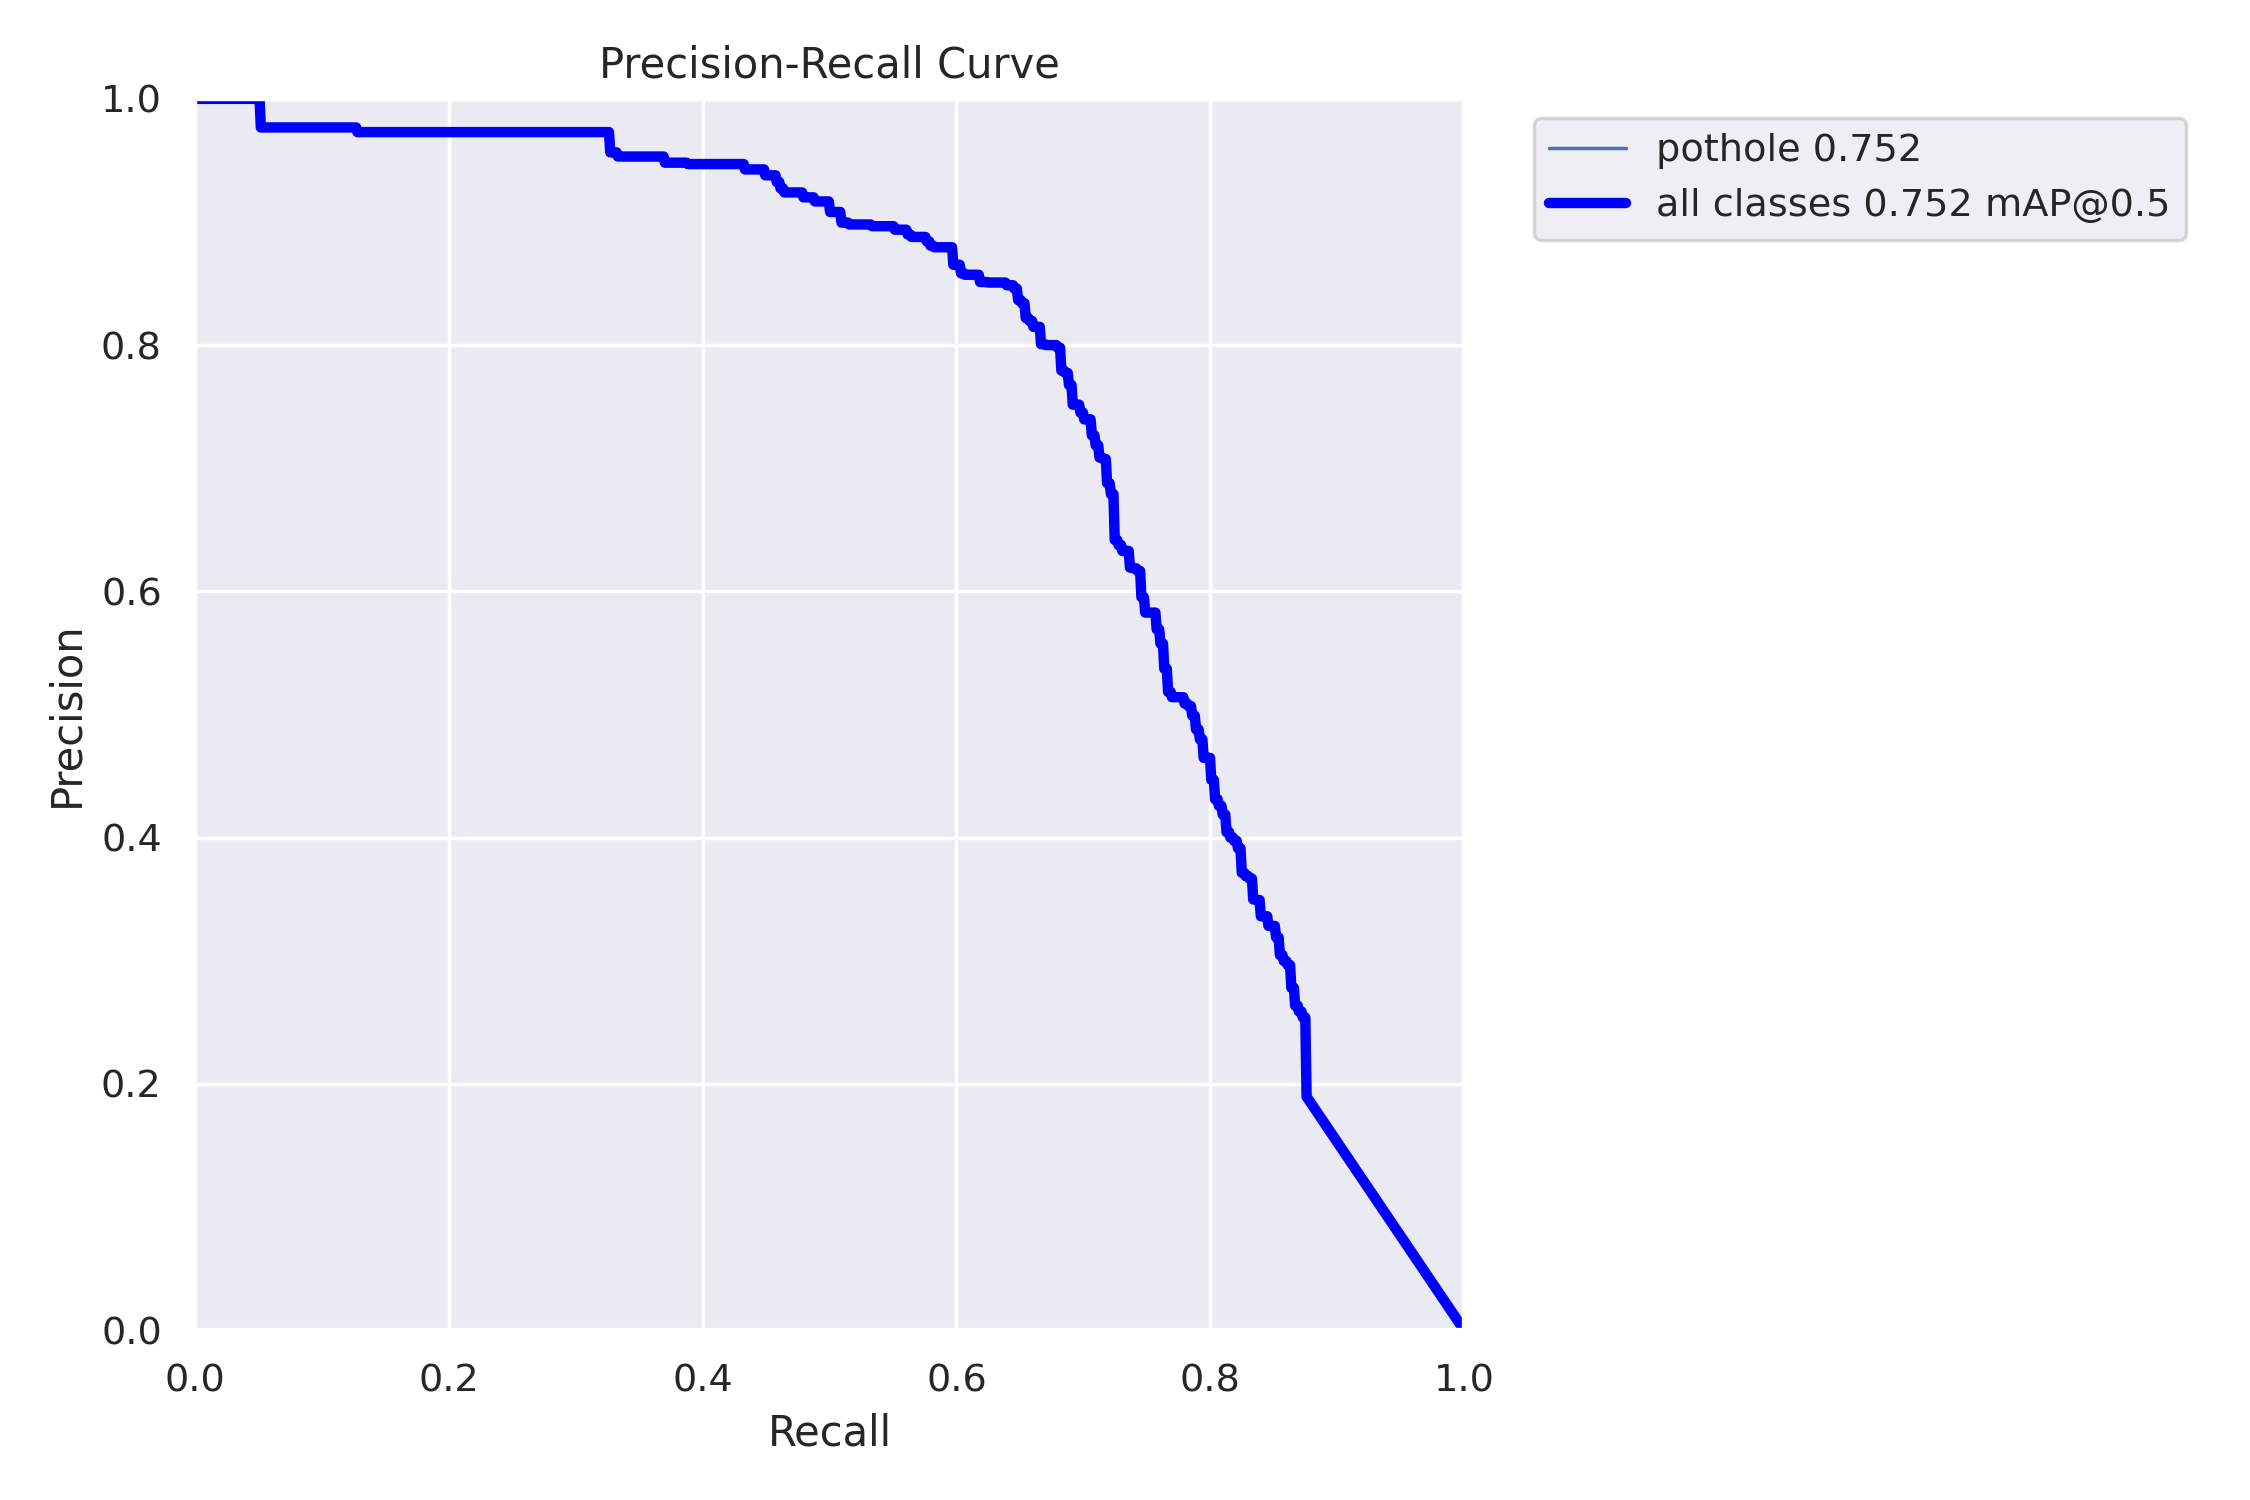 Precision-Recall Curve
1.0
0.8
0.6
0.4
0.2
0.0
Precision
0.0 0.2 0.4 0.6 0.8 1.0
Recall
pothole 0.752
all classes 0.752 mAP@0.5